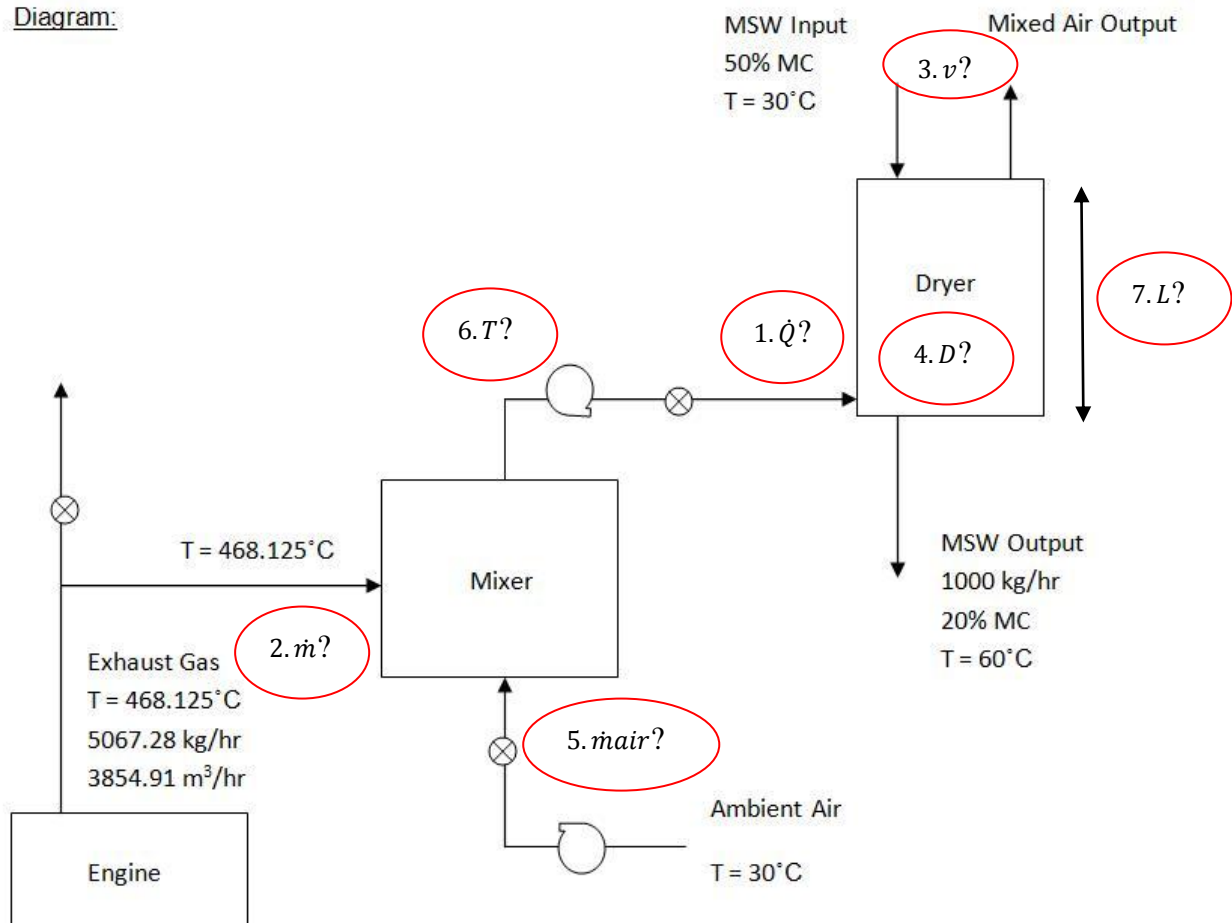 Diagram:
MSW Input
50% MC
T = 30˚C
3. v?
Mixed Air Output
Dryer
7. L?
6. T?
1. Q̇?
4. D?
T = 468.125˚C
Mixer
MSW Output
1000 kg/hr
20% MC
T = 60˚C
2. ṁ?
Exhaust Gas
T = 468.125˚C
5067.28 kg/hr
3854.91 m³/hr
5. ṁair?
Ambient Air
T = 30˚C
Engine